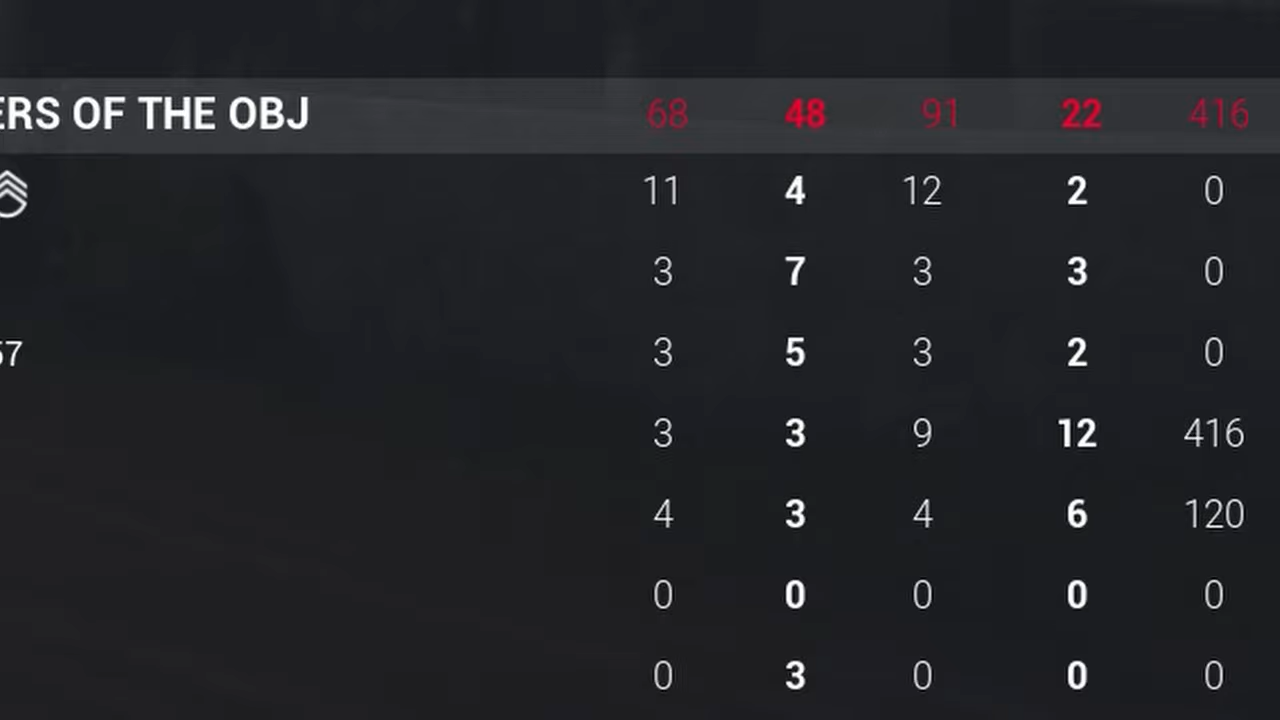 OF THE OBJ 68 48 91 22 416
11 4 12 2 0
3 7 3 3 0
57 3 5 3 2 0
3 3 9 12 416
4 3 4 6 120
0 0 0 0 0
0 3 0 0 0